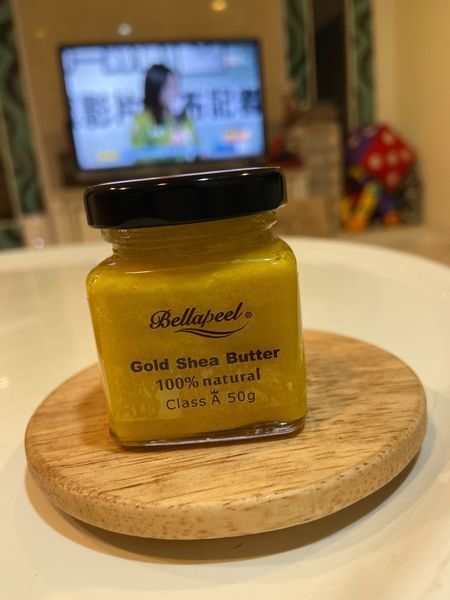 Bellapeel®
Gold Shea Butter
100% natural
Class A 50g